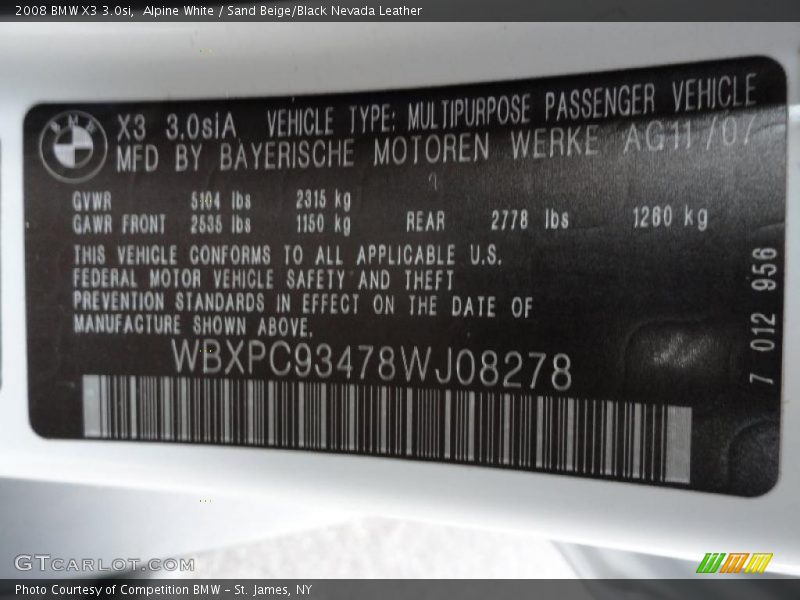 2008 BMW X3 3.0si,  Alpine White / Sand Beige/Black Nevada Leather
BMW
X3 3.0siA VEHICLE TYPE: MULTIPURPOSE PASSENGER VEHICLE
MFD BY BAYERISCHE MOTOREN WERKE AG 11/07
GVWR 5104 lbs 2315 kg
GAWR FRONT 2535 lbs 1150 kg REAR 2778 lbs 1260 kg
THIS VEHICLE CONFORMS TO ALL APPLICABLE U.S.
FEDERAL MOTOR VEHICLE SAFETY AND THEFT
PREVENTION STANDARDS IN EFFECT ON THE DATE OF
MANUFACTURE SHOWN ABOVE.
WBXPC93478WJ08278
7 012 956
GTCARLOT.COM
Photo Courtesy of Competition BMW – St. James, NY